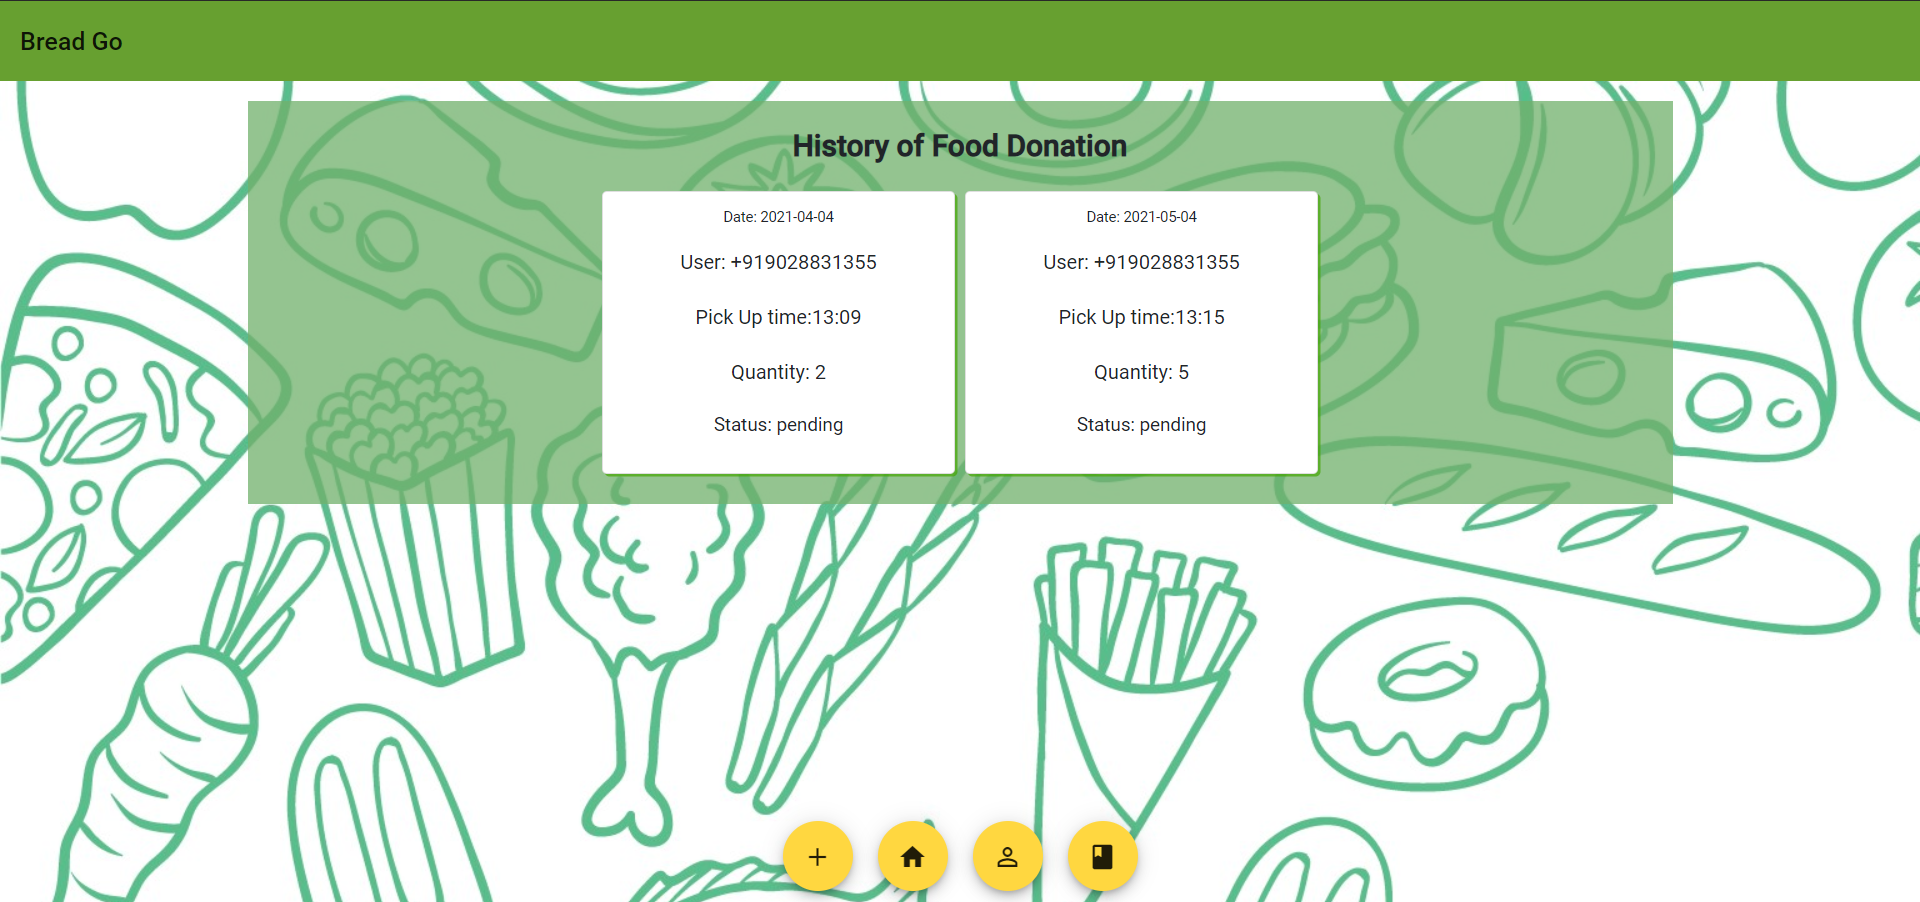 Bread Go
History of Food Donation
Date: 2021-04-04
User: +919028831355
Pick Up time:13:09
Quantity: 2
Status: pending
Date: 2021-05-04
User: +919028831355
Pick Up time:13:15
Quantity: 5
Status: pending